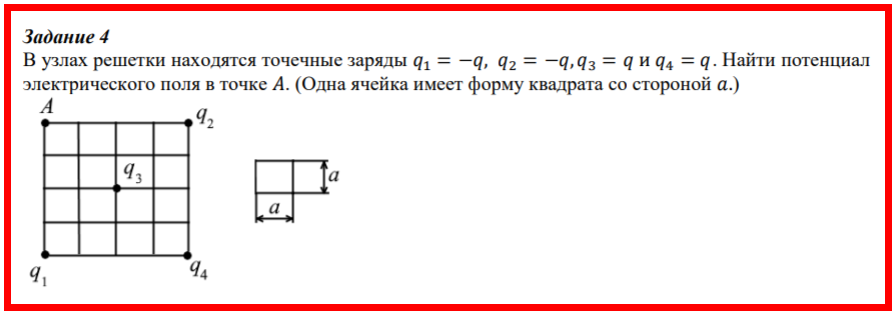 Задание 4
В узлах решетки находятся точечные заряды q₁ = −q, q₂ = −q, q₃ = q и q₄ = q. Найти потенциал
электрического поля в точке A. (Одна ячейка имеет форму квадрата со стороной a.)
A
q₂
q₃
a
a
q₁
q₄